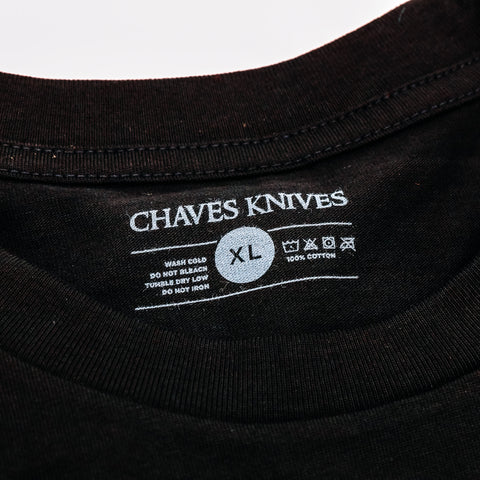 CHAVES KNIVES
WASH COLD
DO NOT BLEACH
TUMBLE DRY LOW
DO NOT IRON
XL
100% COTTON